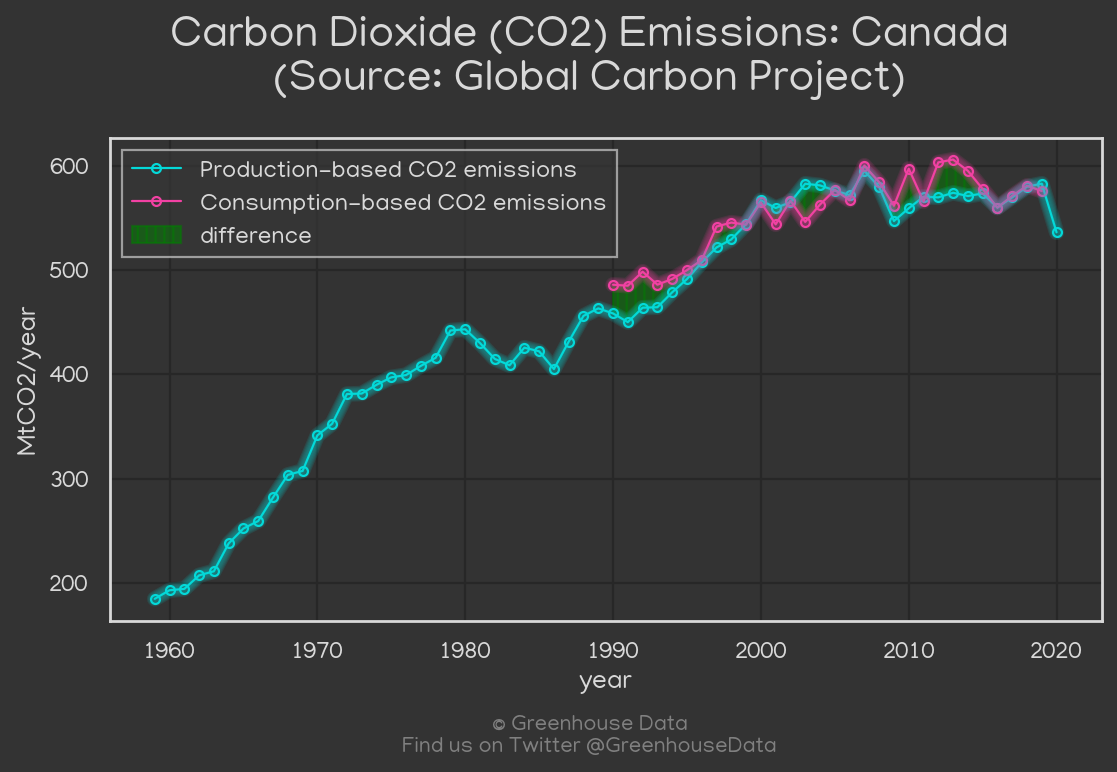 Carbon Dioxide (CO2) Emissions: Canada
(Source: Global Carbon Project)
Production-based CO2 emissions
Consumption-based CO2 emissions
difference
600
500
400
300
200
MtCO2/year
1960 1970 1980 1990 2000 2010 2020
year
© Greenhouse Data
Find us on Twitter @GreenhouseData